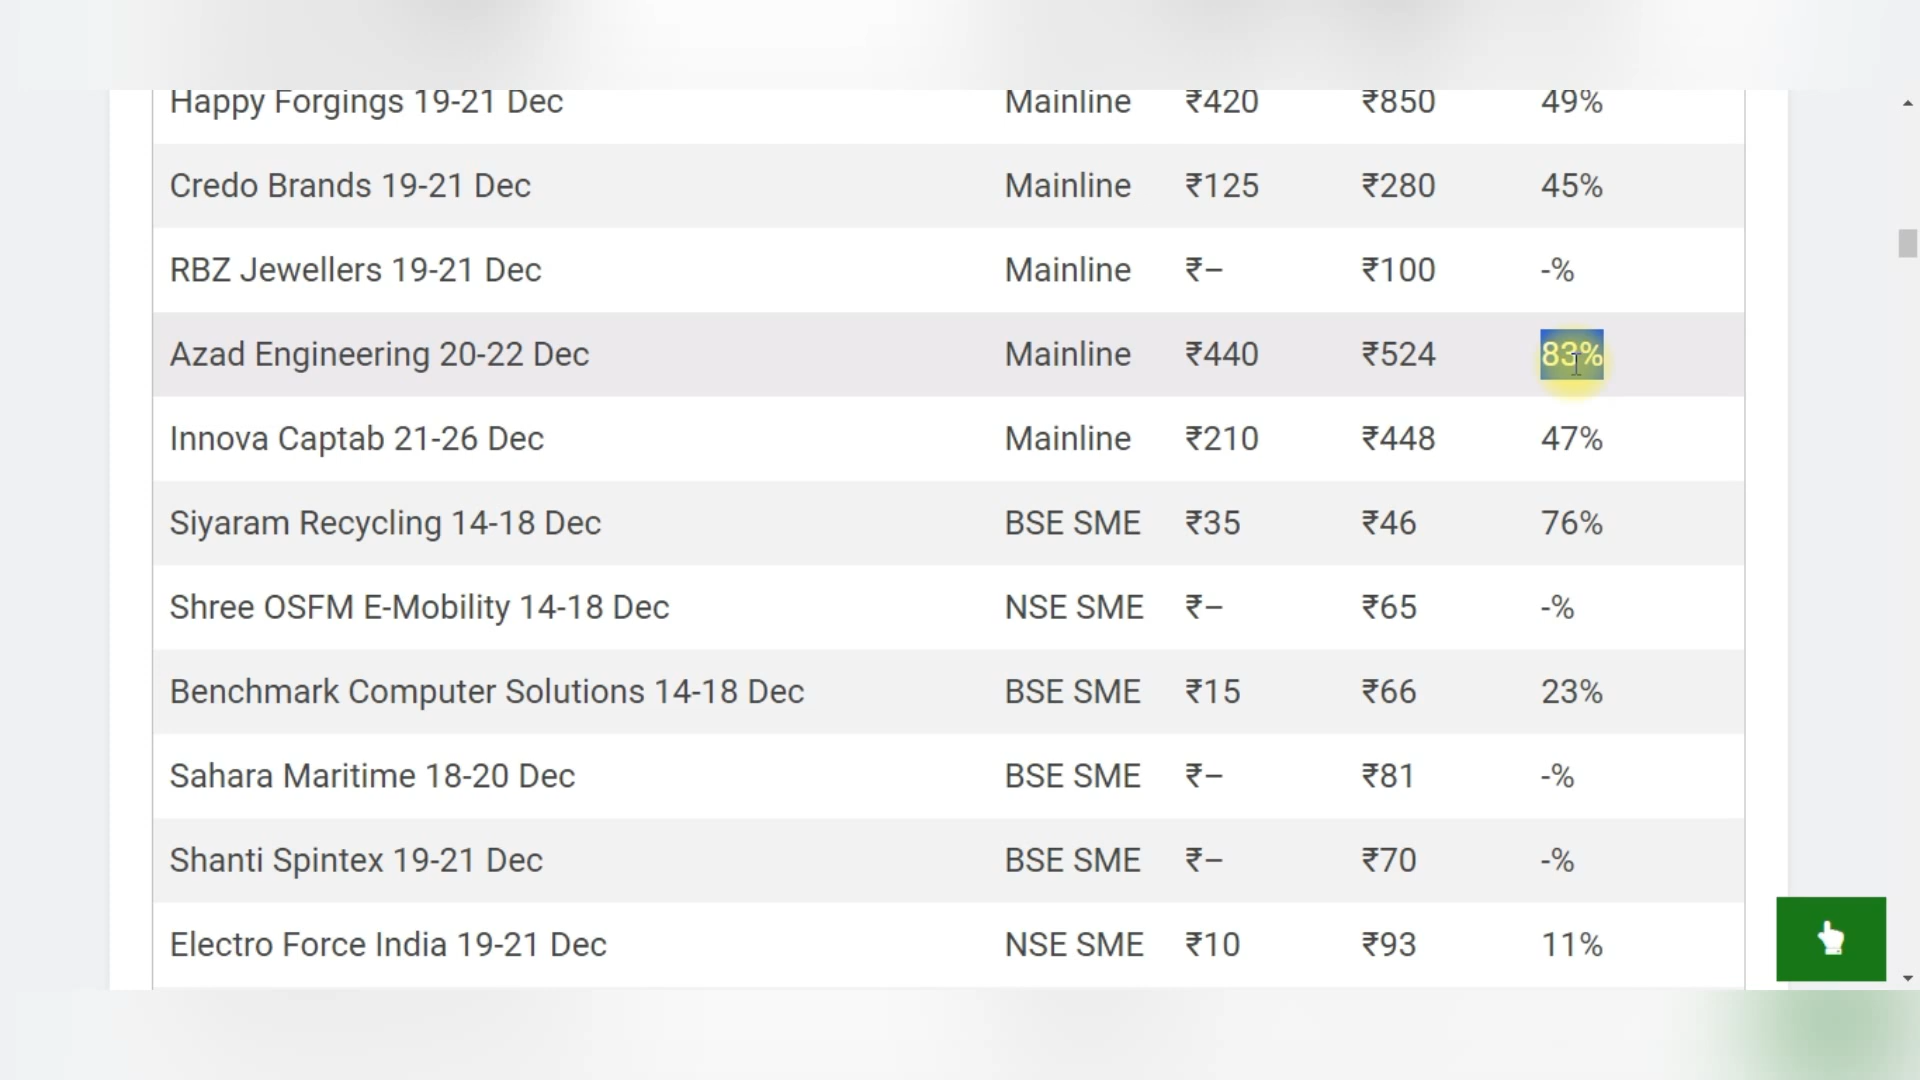 Happy Forgings 19-21 Dec Mainline ₹420 ₹850 49%
Credo Brands 19-21 Dec Mainline ₹125 ₹280 45%
RBZ Jewellers 19-21 Dec Mainline ₹– ₹100 -%
Azad Engineering 20-22 Dec Mainline ₹440 ₹524 83%
Innova Captab 21-26 Dec Mainline ₹210 ₹448 47%
Siyaram Recycling 14-18 Dec BSE SME ₹35 ₹46 76%
Shree OSFM E-Mobility 14-18 Dec NSE SME ₹– ₹65 -%
Benchmark Computer Solutions 14-18 Dec BSE SME ₹15 ₹66 23%
Sahara Maritime 18-20 Dec BSE SME ₹– ₹81 -%
Shanti Spintex 19-21 Dec BSE SME ₹– ₹70 -%
Electro Force India 19-21 Dec NSE SME ₹10 ₹93 11%